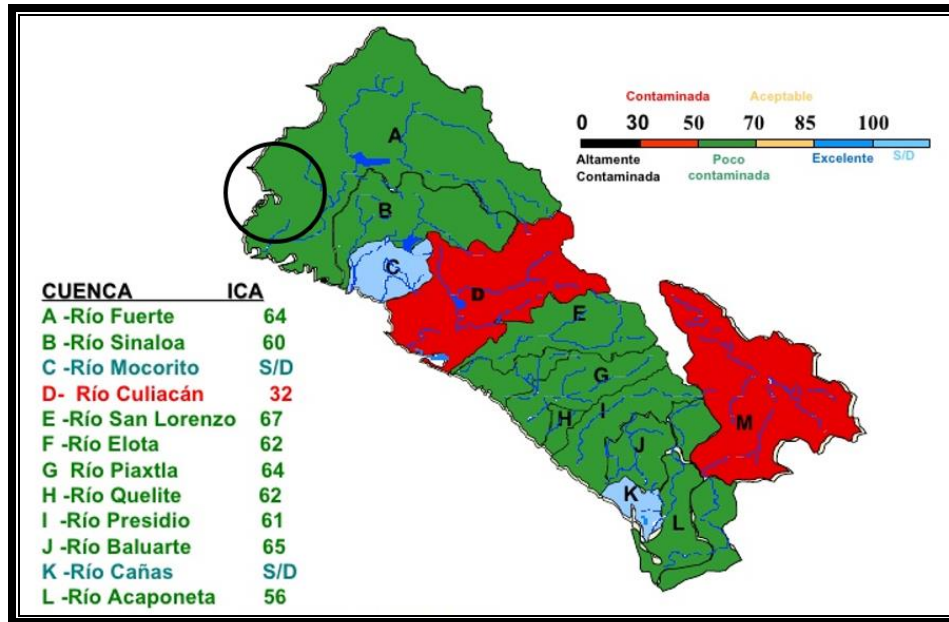 Contaminada Aceptable
0 30 50 70 85 100
Altamente Contaminada
Poco contaminada
Excelente
S/D
A
B
C
D
E
G
H
I
J
K
L
M
CUENCA ICA
A -Río Fuerte 64
B -Río Sinaloa 60
C -Río Mocorito S/D
D- Río Culiacán 32
E -Río San Lorenzo 67
F -Río Elota 62
G Río Piaxtla 64
H -Río Quelite 62
I -Río Presidio 61
J -Río Baluarte 65
K -Río Cañas S/D
L -Río Acaponeta 56